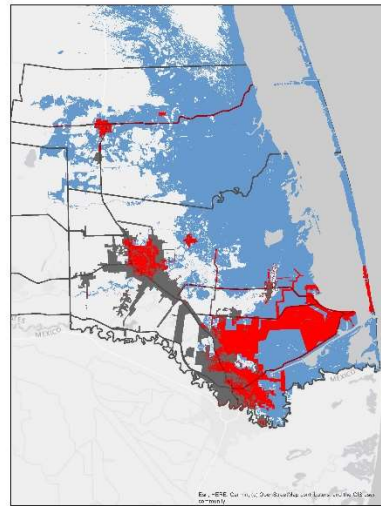 MEXICO
MEXICO
Esri, HERE, Garmin, (c) OpenStreetMap contributors, and the GIS user
community